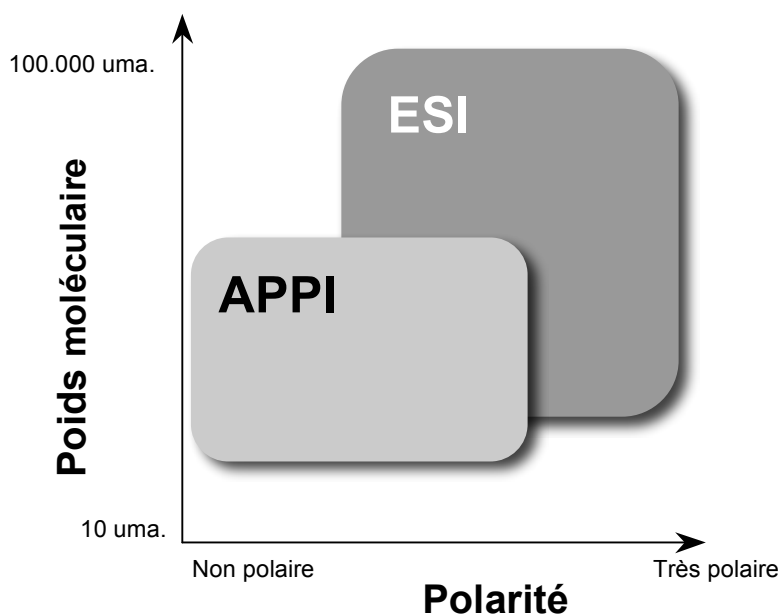 100.000 uma.
ESI
Poids moléculaire
APPI
10 uma.
Non polaire
Très polaire
Polarité